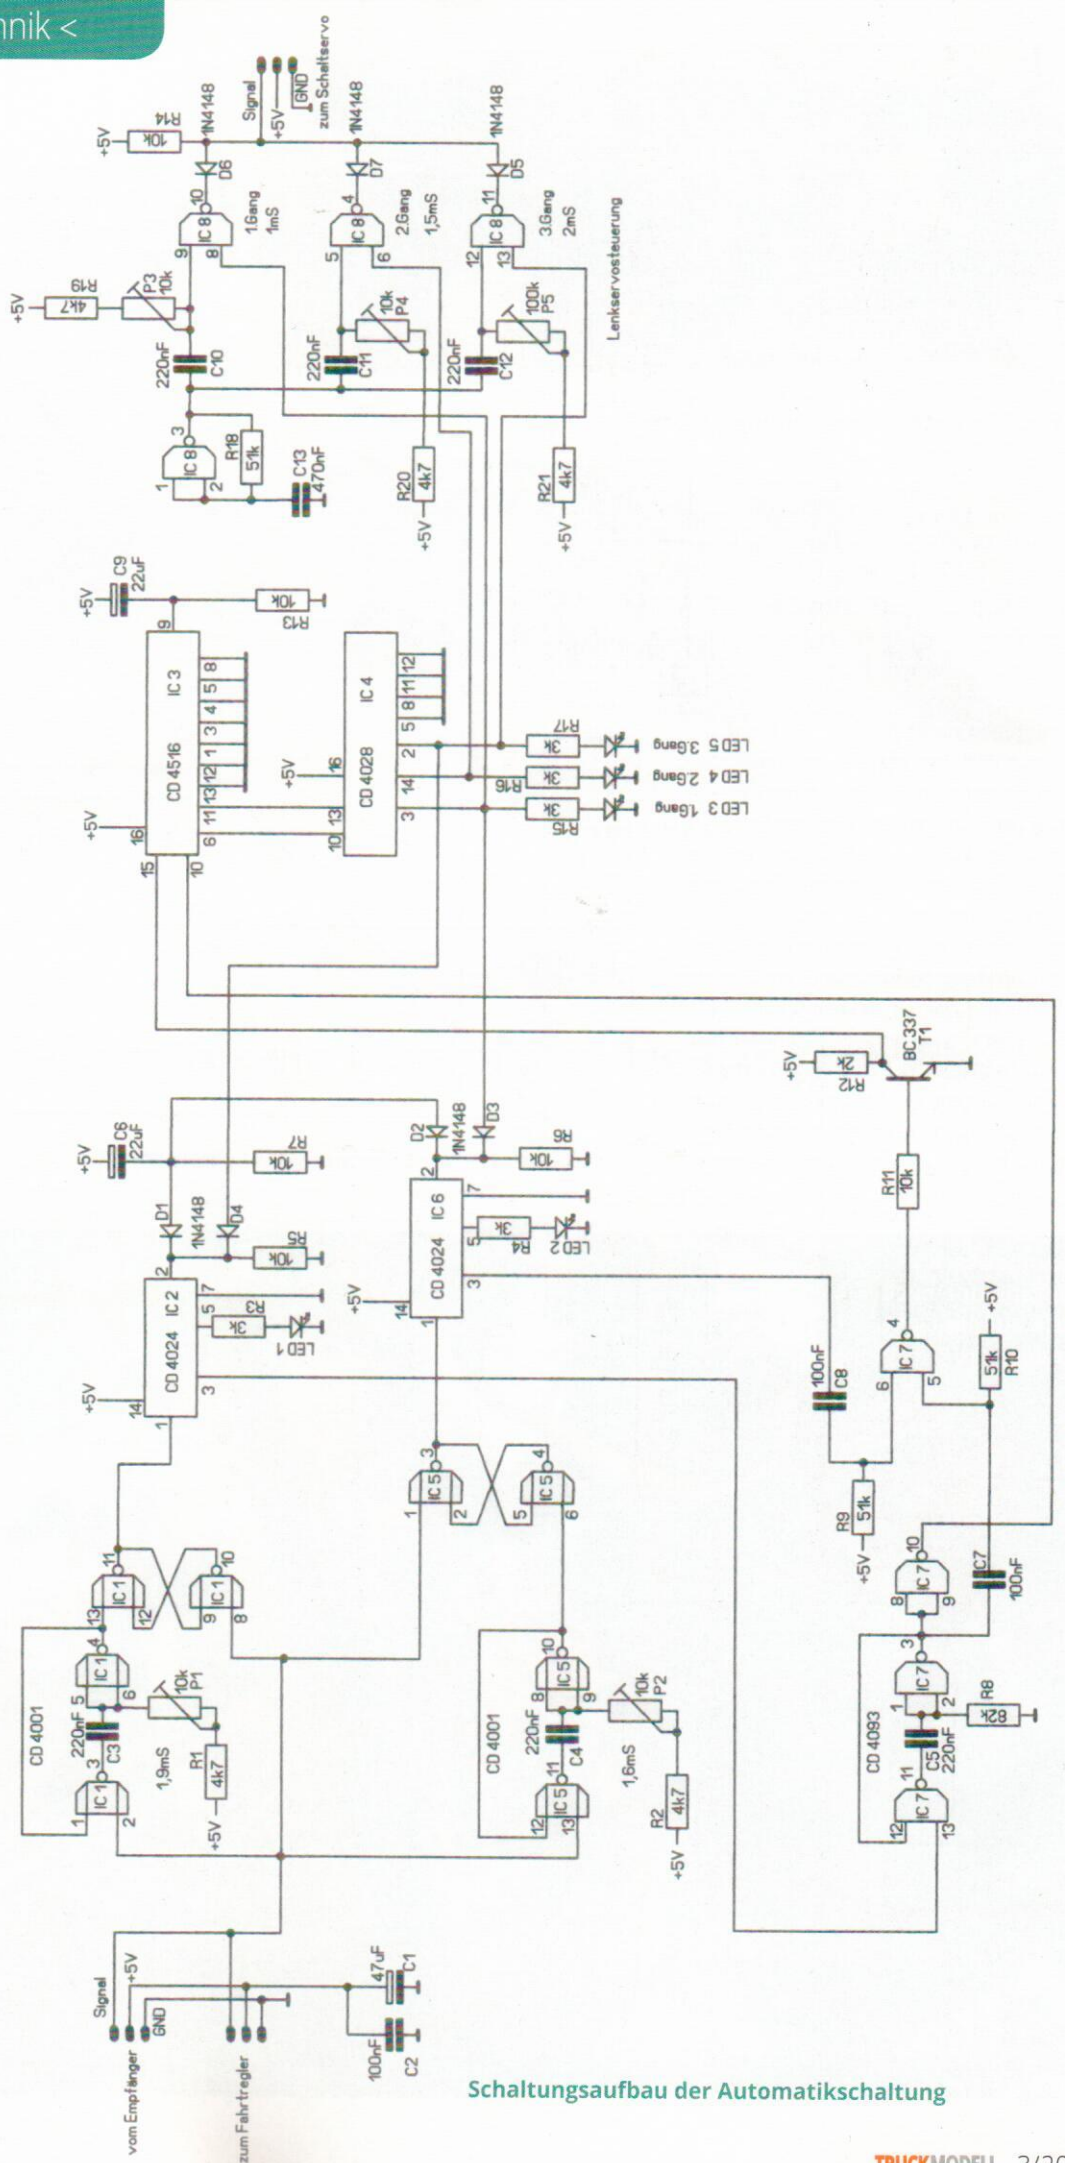 hnik <
+5V
10k
R14
1N4148
Signal
+5V
GND
zum Schaltservo
1N4148
1N4148
10
D6
4
D7
11
D5
IC 8
1.Gang
1mS
IC 8
2.Gang
1,5mS
IC 8
3.Gang
2mS
9
8
5
6
12
13
+5V
4k7
R19
P3
10k
10k
P4
100k
P5
Lenkservosteuerung
220nF
C10
220nF
C11
220nF
C12
3
IC 8
1
2
R18
51k
C13
470nF
R20
4k7
+5V
R21
4k7
+5V
+5V
C9
22uF
9
10k
R13
IC 3
CD 4516
+5V
16
15
10
6
11
13
12
1
3
4
5
8
IC 4
CD 4028
+5V
16
10
13
3
14
2
5
8
11
12
R17
3k
R16
3k
R15
3k
LED 5 3.Gang
LED 4 2.Gang
LED 3 1.Gang
+5V
2k
R12
BC 337
T1
+5V
C6
22uF
10k
R7
D1
1N4148
D4
10k
R5
D2
1N4148
D3
10k
R6
2
IC 2
CD 4024
+5V
14
1
7
5
3
R3
3k
LED 1
2
IC 6
CD 4024
+5V
14
1
7
5
3
R4
3k
LED 2
R11
10k
4
IC 7
6
5
+5V
51k
R10
100nF
C8
R9
51k
+5V
11
IC 1
13
12
10
IC 1
9
8
3
IC 5
1
2
4
IC 5
5
6
10
IC 7
8
9
C7
100nF
CD 4001
4
IC 1
5
6
220nF
C3
3
IC 1
1
2
10k
P1
1,9mS
R1
4k7
+5V
CD 4001
10
IC 5
8
9
220nF
C4
11
IC 5
12
13
10k
P2
1,6mS
R2
4k7
+5V
CD 4093
3
IC 7
1
2
C5
220nF
11
IC 7
12
13
R8
82k
Signal
+5V
GND
vom Empfänger
zum Fahrtregler
47uF
C1
100nF
C2
Schaltungsaufbau der Automatikschaltung